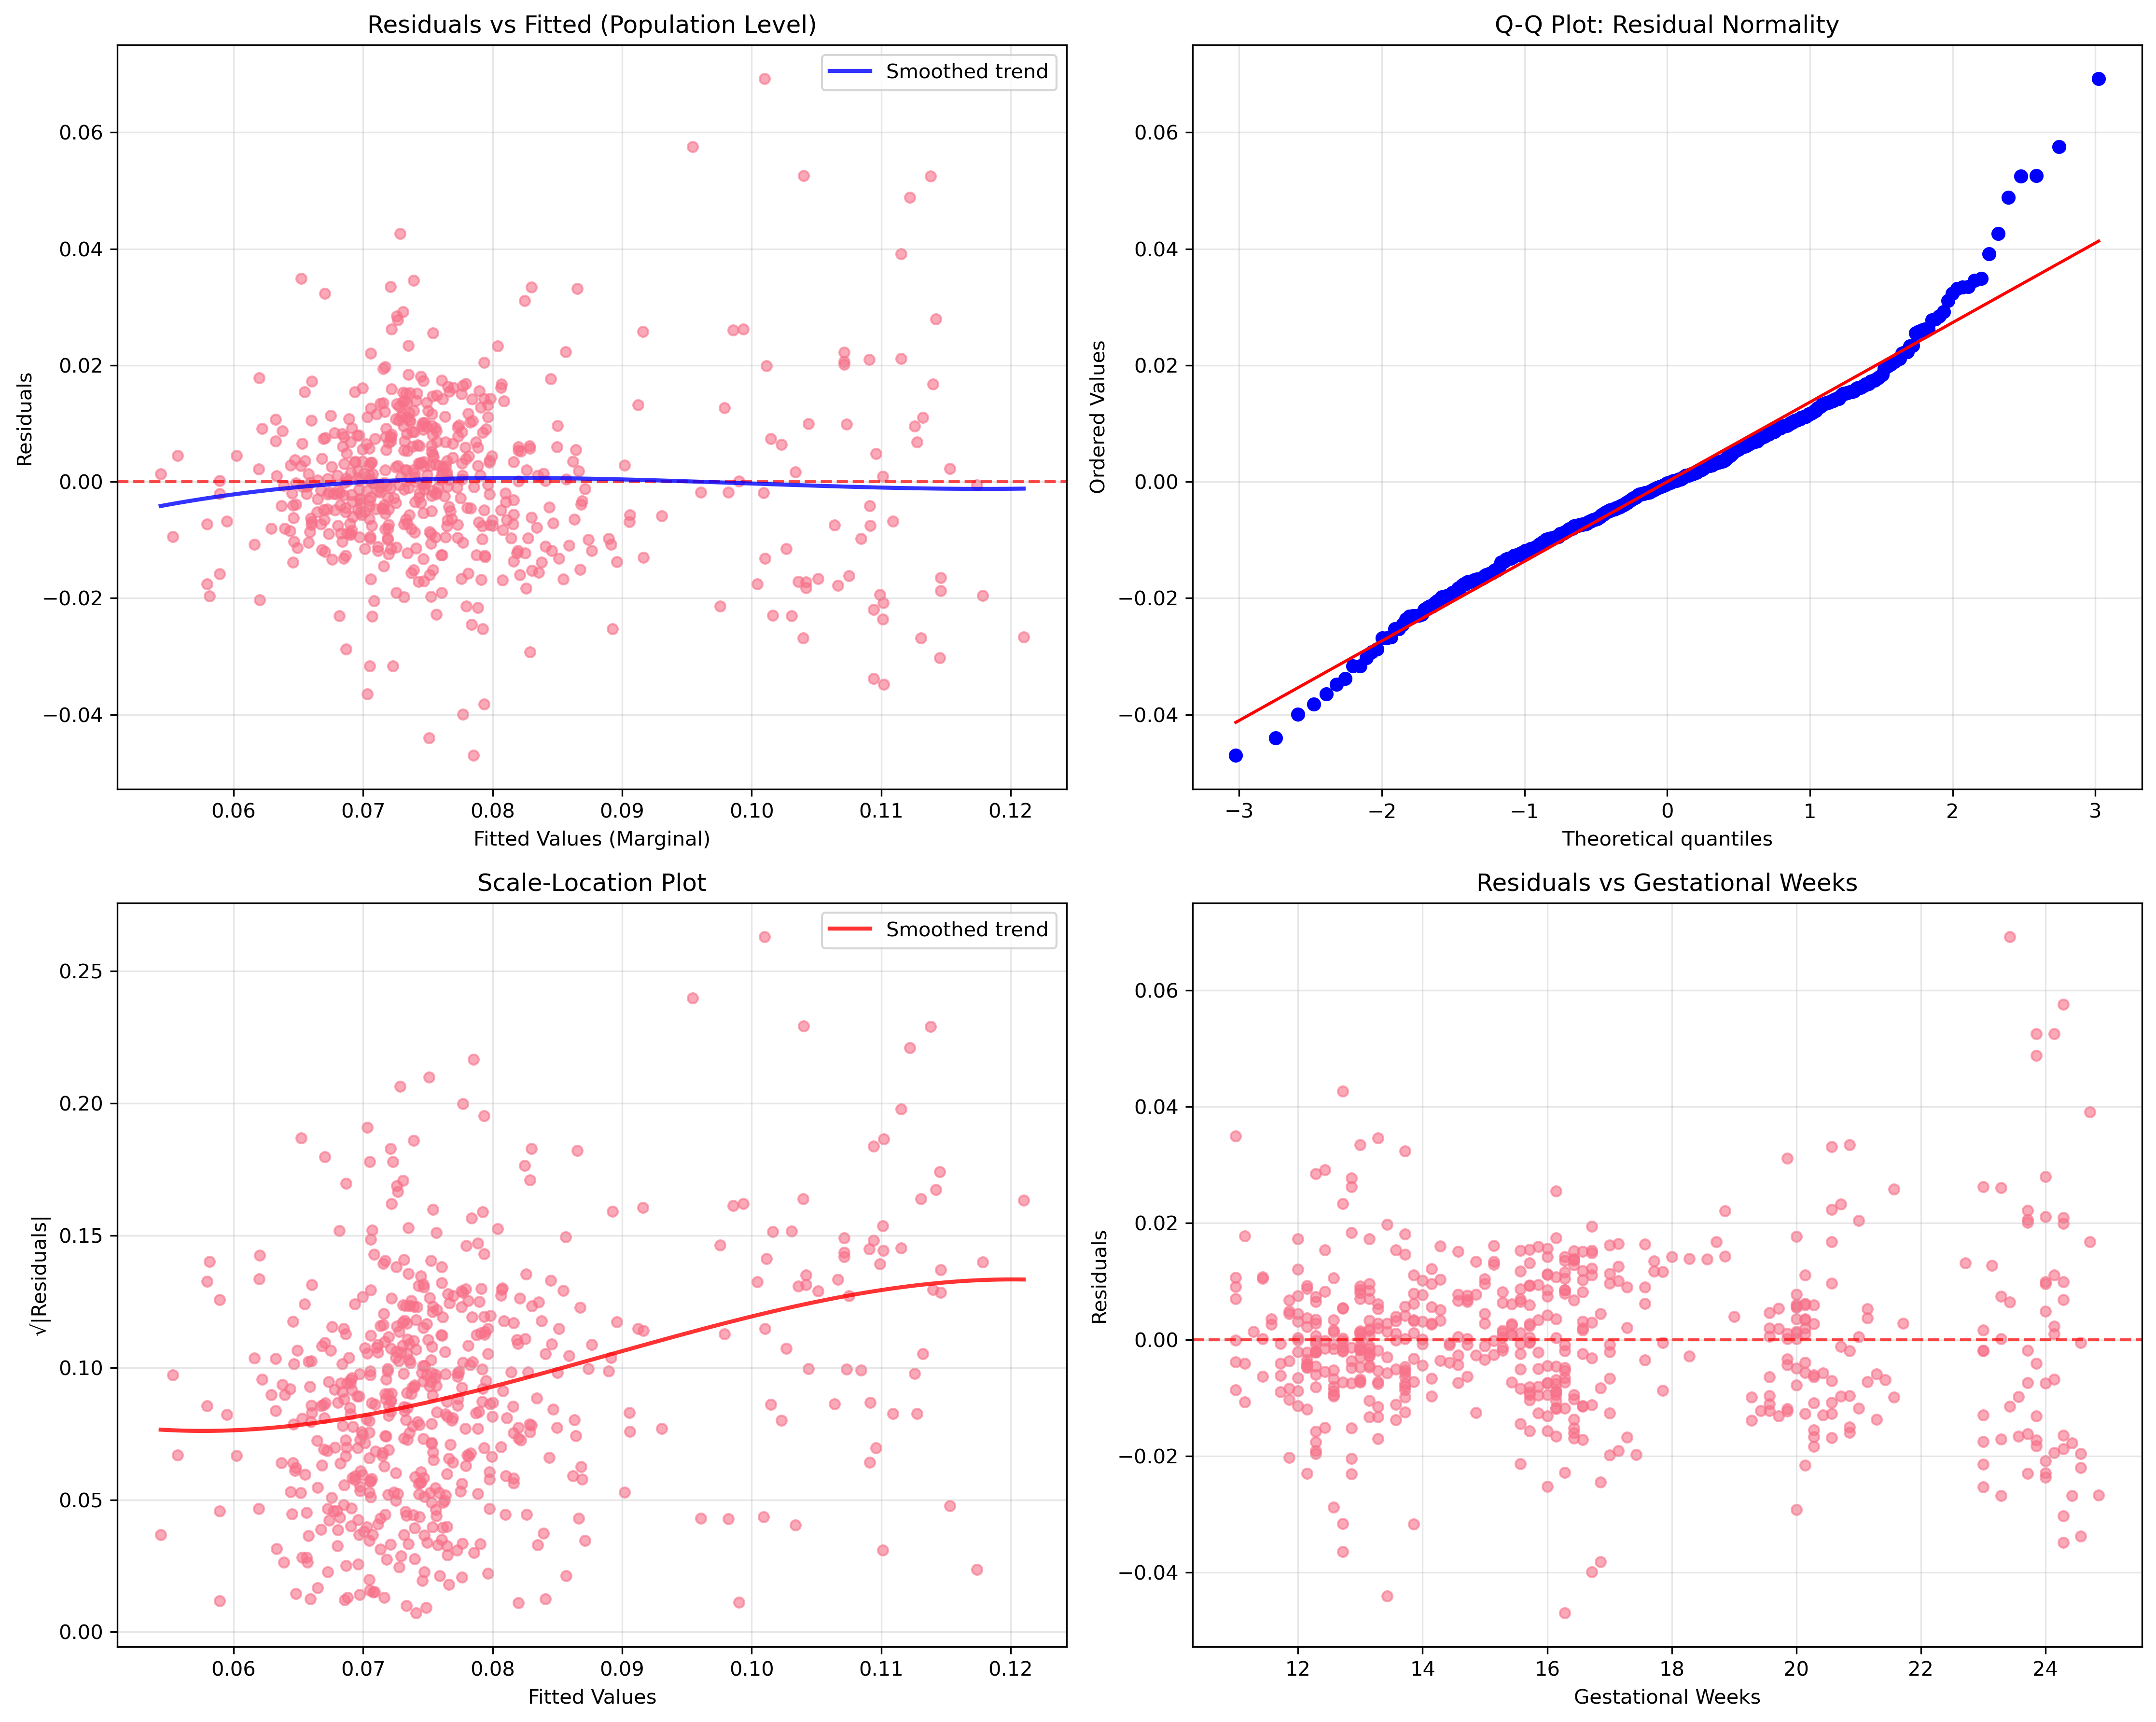 Residuals vs Fitted (Population Level)
Smoothed trend
0.06
0.04
0.02
0.00
−0.02
−0.04
Residuals
0.06 0.07 0.08 0.09 0.10 0.11 0.12
Fitted Values (Marginal)
Q-Q Plot: Residual Normality
0.06
0.04
0.02
0.00
−0.02
−0.04
Ordered Values
−3 −2 −1 0 1 2 3
Theoretical quantiles
Scale-Location Plot
Smoothed trend
0.25
0.20
0.15
0.10
0.05
0.00
√|Residuals|
0.06 0.07 0.08 0.09 0.10 0.11 0.12
Fitted Values
Residuals vs Gestational Weeks
0.06
0.04
0.02
0.00
−0.02
−0.04
Residuals
12 14 16 18 20 22 24
Gestational Weeks